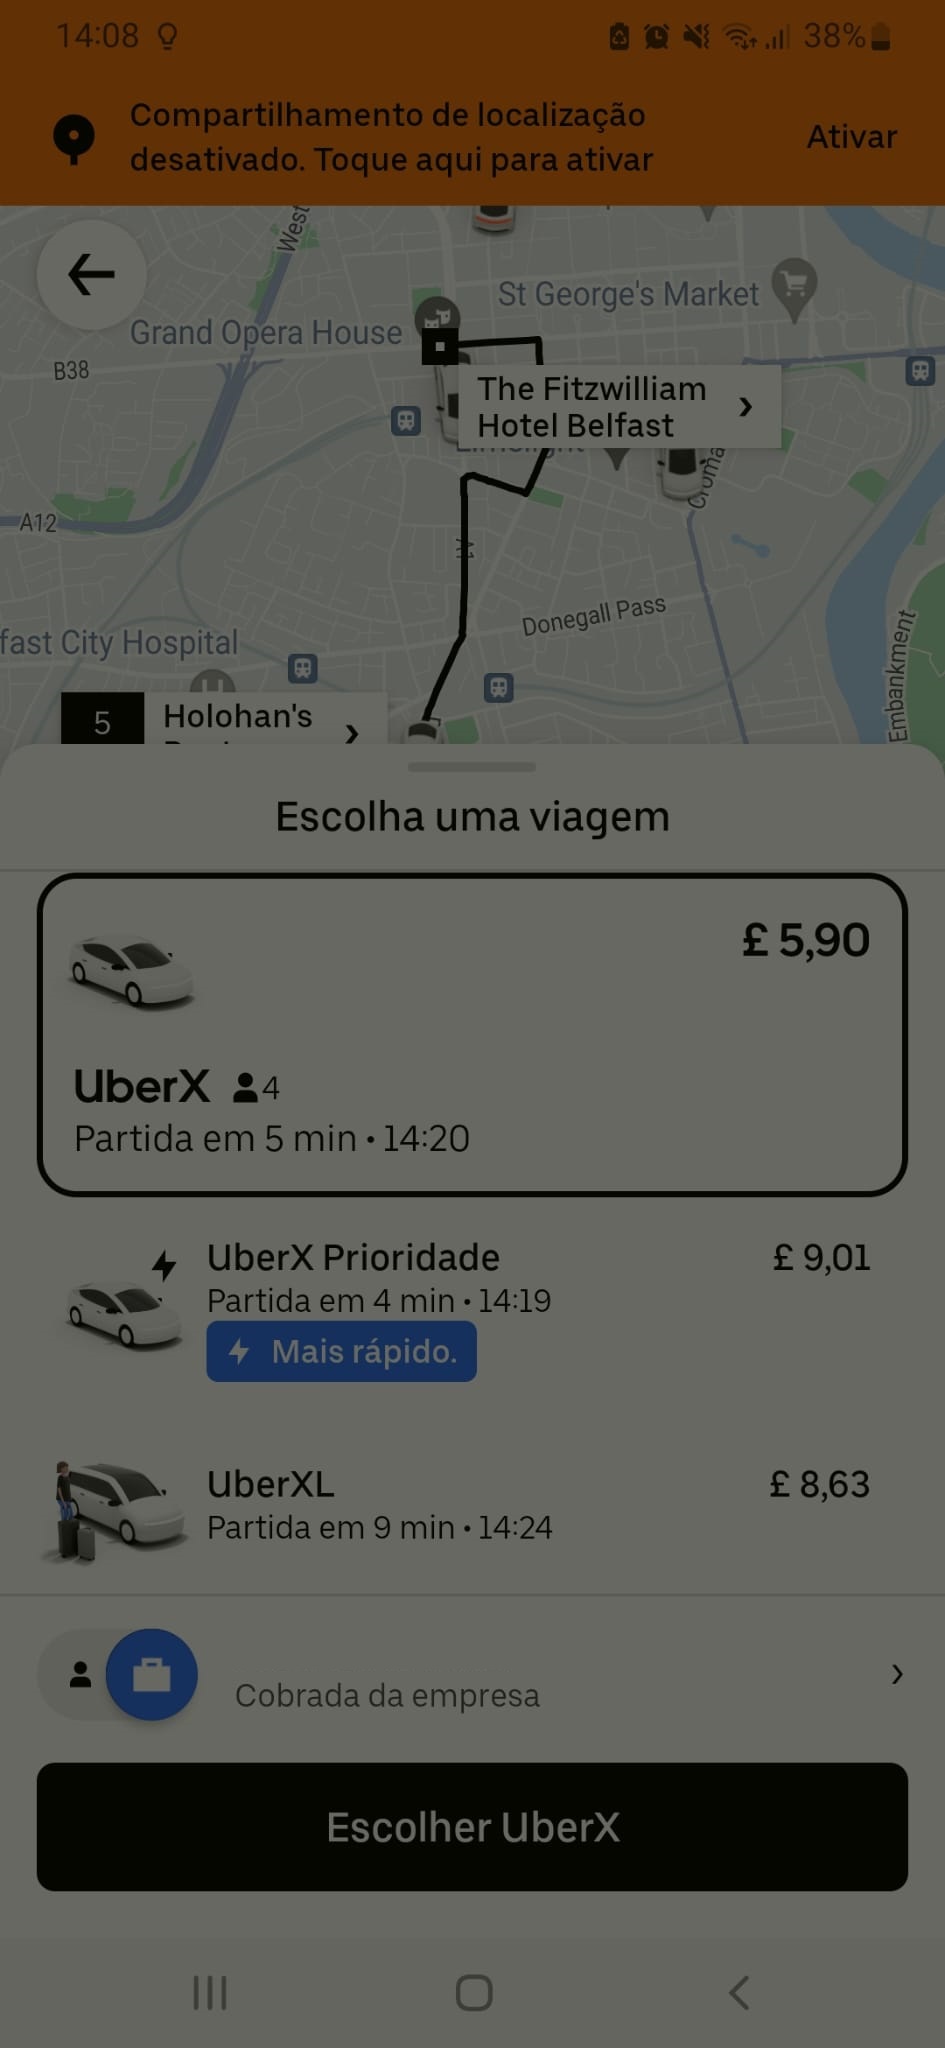 14:08
38%
Compartilhamento de localização
desativado. Toque aqui para ativar
Ativar
West
St George's Market
Grand Opera House
B38
The Fitzwilliam
Hotel Belfast
A12
A1
Donegall Pass
fast City Hospital
Embankment
5
Holohan's
Escolha uma viagem
£ 5,90
UberX 4
Partida em 5 min • 14:20
UberX Prioridade
£ 9,01
Partida em 4 min • 14:19
Mais rápido.
UberXL
£ 8,63
Partida em 9 min • 14:24
Cobrada da empresa
Escolher UberX